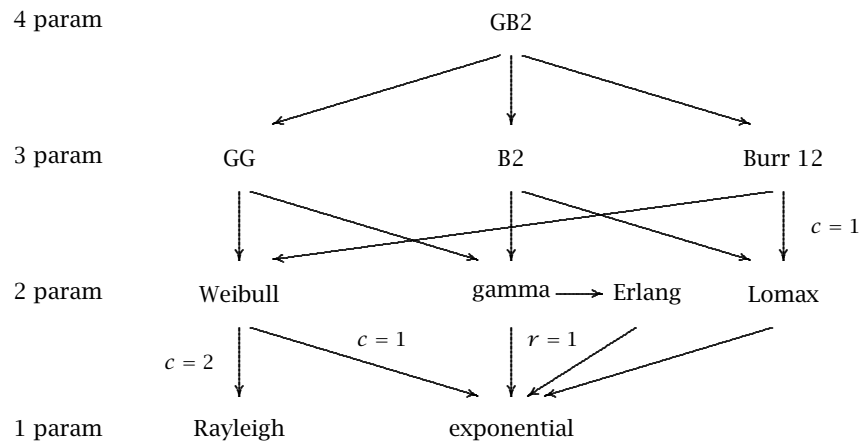 4 param GB2
3 param GG B2 Burr 12
c = 1
2 param Weibull gamma Erlang Lomax
c = 2 c = 1 r = 1
1 param Rayleigh exponential